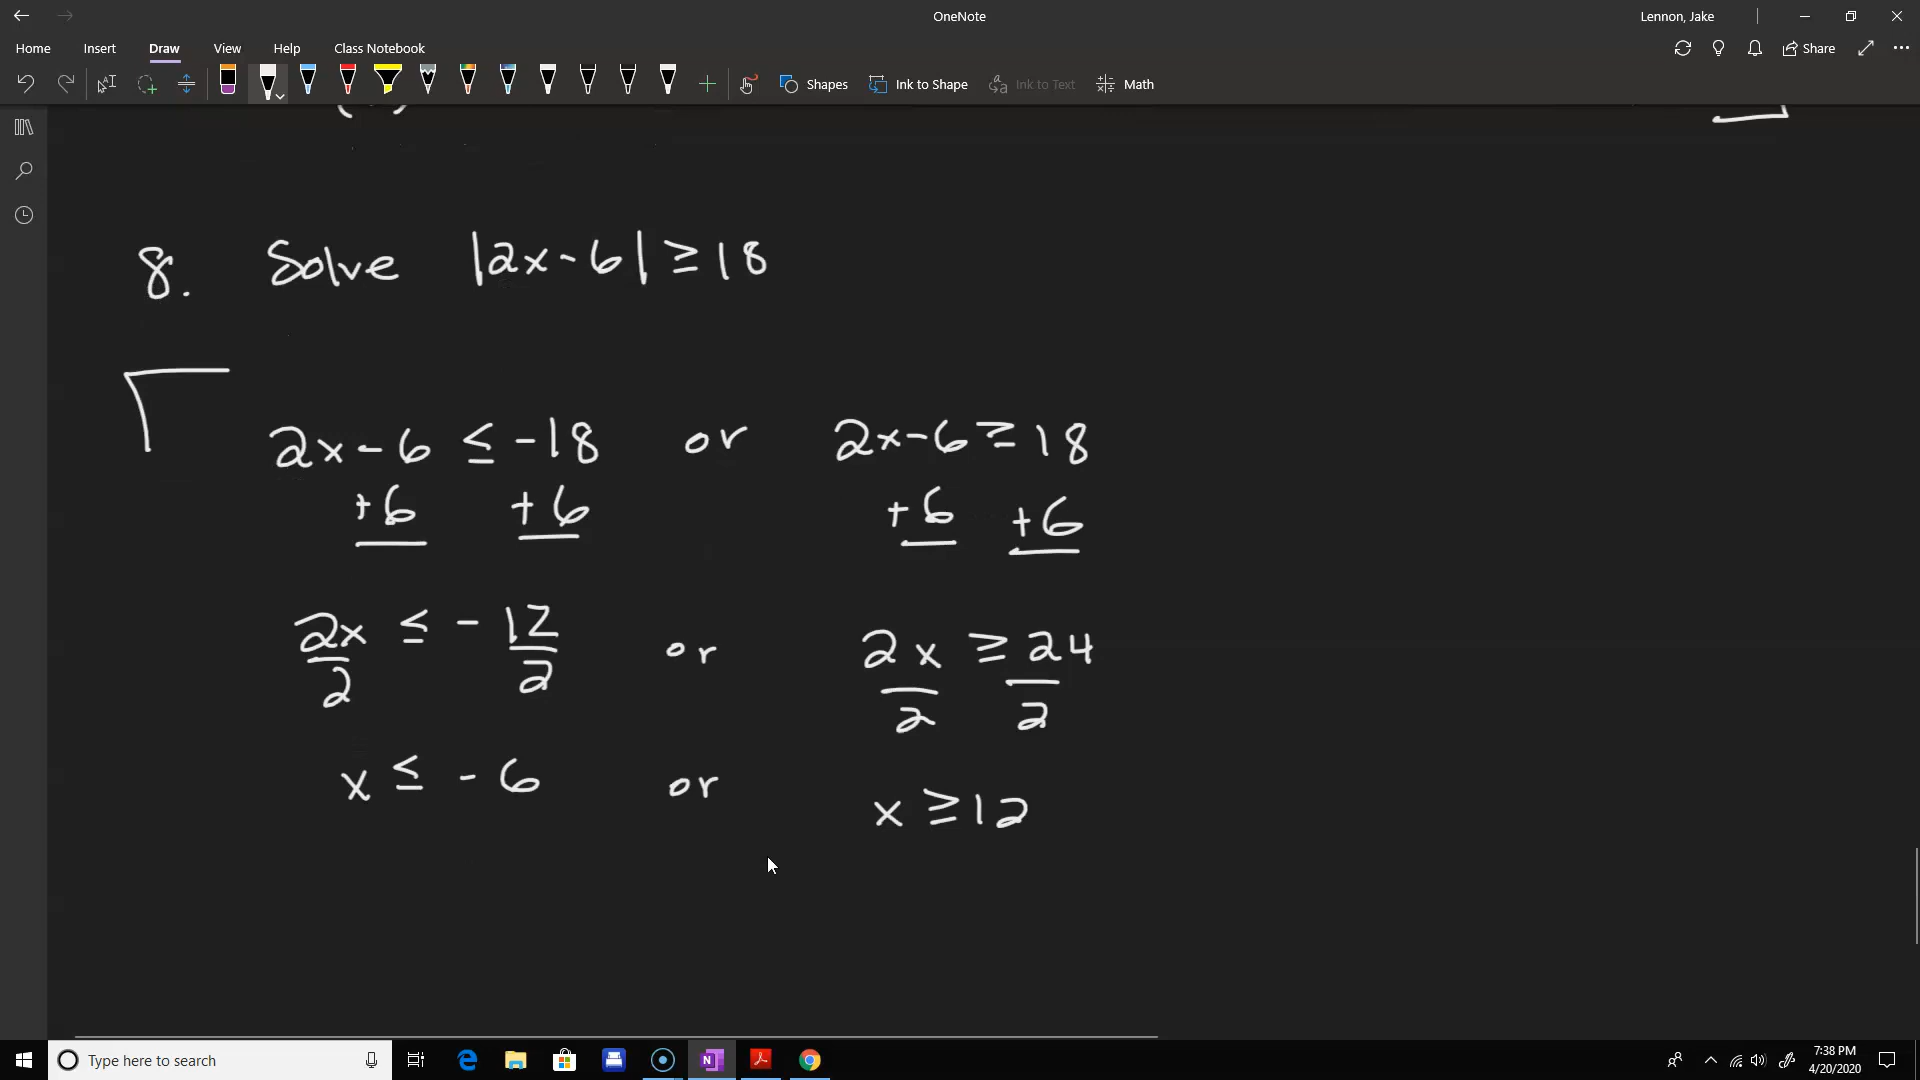 OneNote
Lennon, Jake
Home Insert Draw View Help Class Notebook
Share
Shapes Ink to Shape Ink to Text Math
8. Solve |2x-6| ≥ 18
2x-6 ≤ -18 or 2x-6 ≥ 18
+6 +6 +6 +6
2x ≤ -12 or 2x ≥ 24
2 2 2 2
x ≤ -6 or x ≥ 12
Type here to search
7:38 PM
4/20/2020